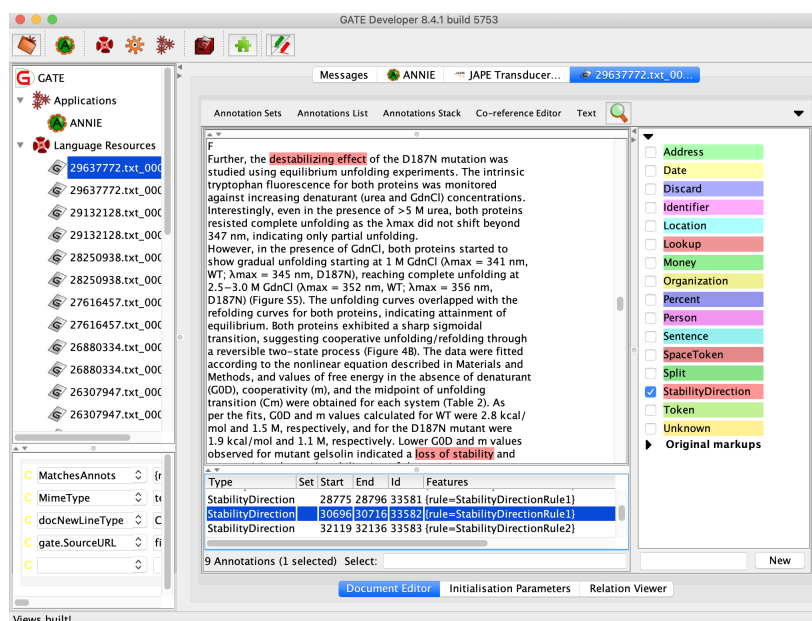 GATE Developer 8.4.1 build 5753
GATE
Applications
ANNIE
Language Resources
29637772.txt_000
29637772.txt_000
29132128.txt_000
29132128.txt_000
28250938.txt_000
28250938.txt_000
27616457.txt_000
27616457.txt_000
26880334.txt_000
26880334.txt_000
26307947.txt_000
26307947.txt_000
C MatchesAnnots {r
C MimeType te
C docNewLineType C
C gate.SourceURL fi
C
Messages ANNIE JAPE Transducer... 29637772.txt_00...
Annotation Sets Annotations List Annotations Stack Co-reference Editor Text
F
Further, the destabilizing effect of the D187N mutation was
studied using equilibrium unfolding experiments. The intrinsic
tryptophan fluorescence for both proteins was monitored
against increasing denaturant (urea and GdnCl) concentrations.
Interestingly, even in the presence of >5 M urea, both proteins
resisted complete unfolding as the λmax did not shift beyond
347 nm, indicating only partial unfolding.
However, in the presence of GdnCl, both proteins started to
show gradual unfolding starting at 1 M GdnCl (λmax = 341 nm,
WT; λmax = 345 nm, D187N), reaching complete unfolding at
2.5−3.0 M GdnCl (λmax = 352 nm, WT; λmax = 356 nm,
D187N) (Figure S5). The unfolding curves overlapped with the
refolding curves for both proteins, indicating attainment of
equilibrium. Both proteins exhibited a sharp sigmoidal
transition, suggesting cooperative unfolding/refolding through
a reversible two-state process (Figure 4B). The data were fitted
according to the nonlinear equation described in Materials and
Methods, and values of free energy in the absence of denaturant
(G0D), cooperativity (m), and the midpoint of unfolding
transition (Cm) were obtained for each system (Table 2). As
per the fits, G0D and m values calculated for WT were 2.8 kcal/
mol and 1.5 M, respectively, and for the D187N mutant were
1.9 kcal/mol and 1.1 M, respectively. Lower G0D and m values
observed for mutant gelsolin indicated a loss of stability and
Type Set Start End Id Features
StabilityDirection 28775 28796 33581 {rule=StabilityDirectionRule1}
StabilityDirection 30696 30716 33582 {rule=StabilityDirectionRule1}
StabilityDirection 32119 32136 33583 {rule=StabilityDirectionRule2}
9 Annotations (1 selected) Select:
Address
Date
Discard
Identifier
Location
Lookup
Money
Organization
Percent
Person
Sentence
SpaceToken
Split
StabilityDirection
Token
Unknown
Original markups
New
Document Editor Initialisation Parameters Relation Viewer
Views built!